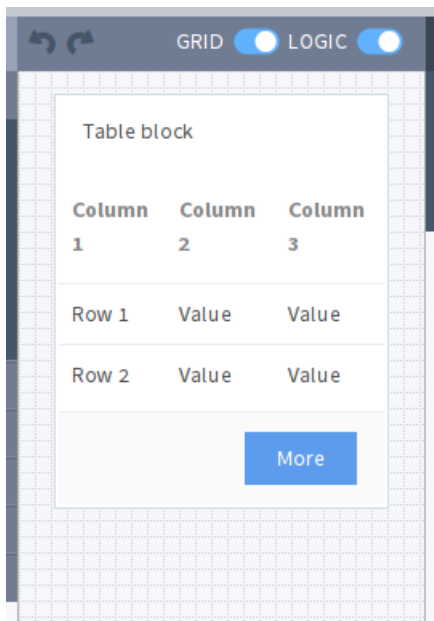 GRID LOGIC
Table block
Column Column Column
1 2 3
Row 1 Value Value
Row 2 Value Value
More